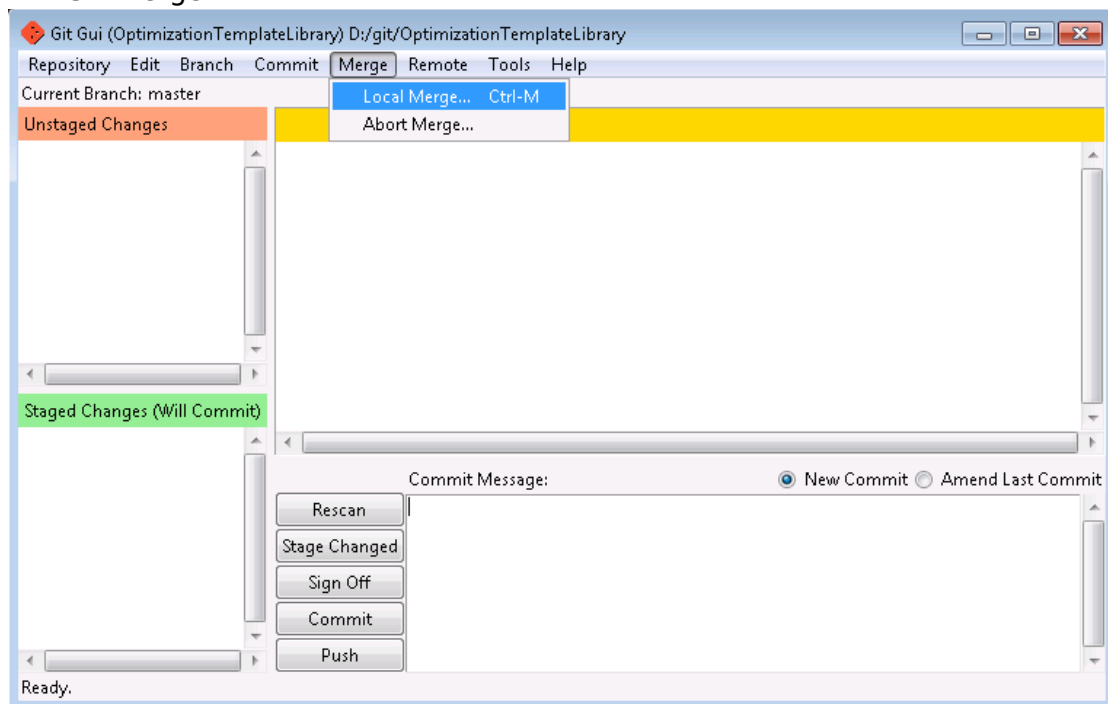 Git Gui (OptimizationTemplateLibrary) D:/git/OptimizationTemplateLibrary
Repository Edit Branch Commit Merge Remote Tools Help
Current Branch: master
Local Merge... Ctrl-M
Abort Merge...
Unstaged Changes
Staged Changes (Will Commit)
Commit Message:
New Commit
Amend Last Commit
Rescan
Stage Changed
Sign Off
Commit
Push
Ready.